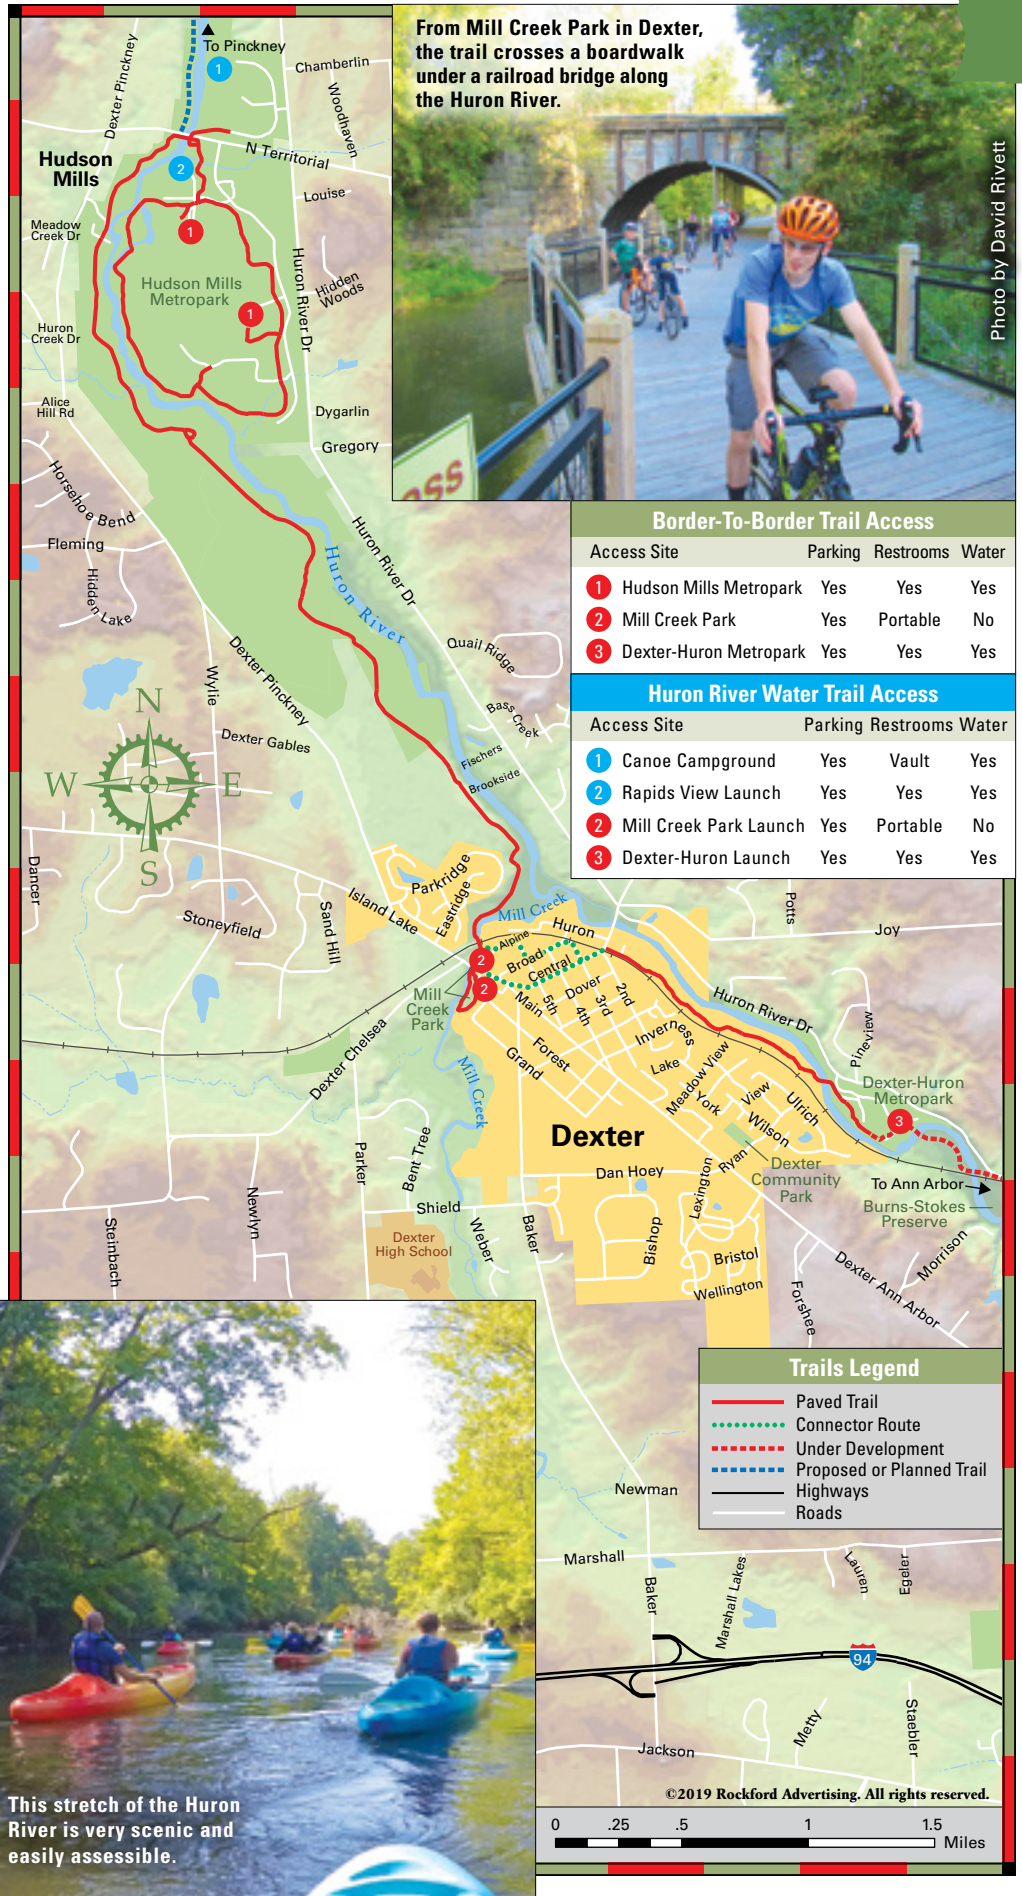 From Mill Creek Park in Dexter,
the trail crosses a boardwalk
under a railroad bridge along
the Huron River.
Photo by David Rivett
oss
To Pinckney
1
Dexter Pinckney
Chamberlin
Woodhaven
N Territorial
Hudson
Mills
2
Louise
Meadow
Creek Dr
1
Hudson Mills
Metropark
Huron River Dr
Hidden
Woods
1
Huron
Creek Dr
Alice
Hill Rd
Dygarlin
Gregory
Horsehoe Bend
Fleming
Hidden Lake
Huron River Dr
Huron River
Quail Ridge
Dexter Pinckney
Wylie
Bass
Creek
Dexter Gables
Fischers
Brookside
N
W
E
S
Border-To-Border Trail Access
Access Site Parking Restrooms Water
1 Hudson Mills Metropark Yes Yes Yes
2 Mill Creek Park Yes Portable No
3 Dexter-Huron Metropark Yes Yes Yes
Huron River Water Trail Access
Access Site Parking Restrooms Water
1 Canoe Campground Yes Vault Yes
2 Rapids View Launch Yes Yes Yes
2 Mill Creek Park Launch Yes Portable No
3 Dexter-Huron Launch Yes Yes Yes
Dancer
Parkridge
Eastridge
Island Lake
Stoneyfield
Sand Hill
Mill Creek
Huron
Alpine
Broad
Central
Potts
Joy
2
2
Mill
Creek
Park
Main
5th
Dover
4th
3rd
2nd
Huron River Dr
Pineview
Inverness
Dexter Chelsea
Forest
Grand
Lake
Meadow View
York
View
Ulrich
Wilson
Dexter-Huron
Metropark
3
Mill Creek
Dexter
Ryan
Dexter
Community
Park
To Ann Arbor
Burns-Stokes
Preserve
Parker
Bent Tree
Dan Hoey
Lexington
Newlyn
Steinbach
Shield
Weber
Baker
Bishop
Dexter
High School
Bristol
Wellington
Morrison
Dexter Ann Arbor
Forshee
Trails Legend
Paved Trail
Connector Route
Under Development
Proposed or Planned Trail
Highways
Roads
Newman
Marshall
Baker
Marshall Lakes
Lauren
Egeler
94
Metty
Staebler
Jackson
©2019 Rockford Advertising. All rights reserved.
0 .25 .5 1 1.5
Miles
This stretch of the Huron
River is very scenic and
easily assessible.